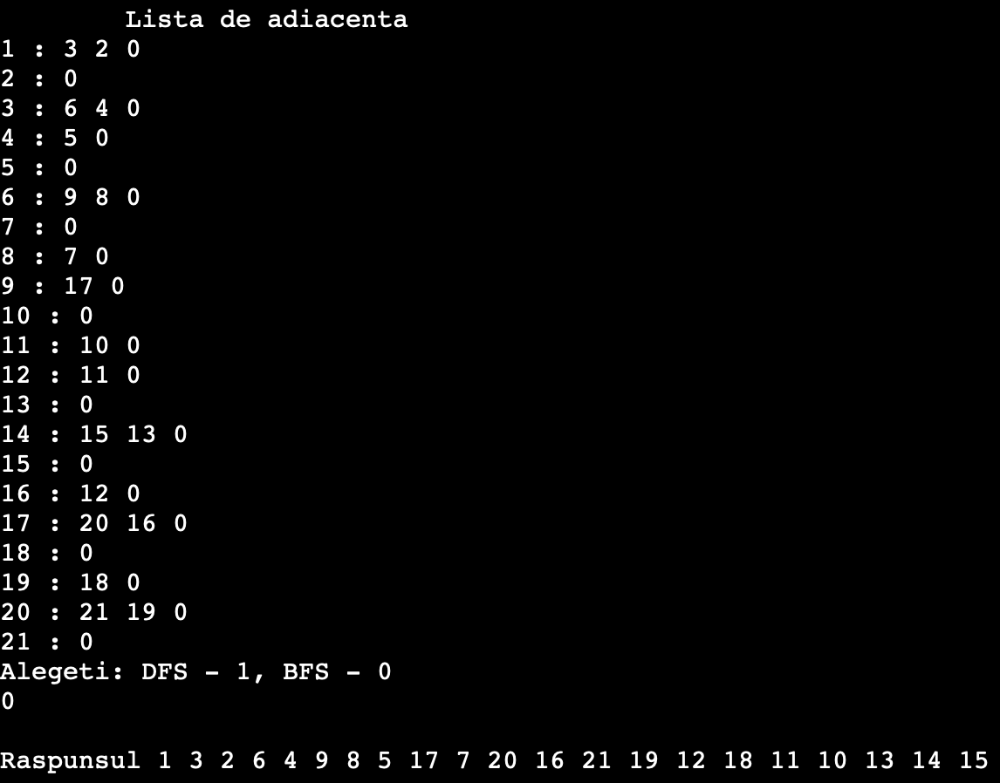 Lista de adiacenta
1 : 3 2 0
2 : 0
3 : 6 4 0
4 : 5 0
5 : 0
6 : 9 8 0
7 : 0
8 : 7 0
9 : 17 0
10 : 0
11 : 10 0
12 : 11 0
13 : 0
14 : 15 13 0
15 : 0
16 : 12 0
17 : 20 16 0
18 : 0
19 : 18 0
20 : 21 19 0
21 : 0
Alegeti: DFS - 1, BFS - 0
0
Raspunsul 1 3 2 6 4 9 8 5 17 7 20 16 21 19 12 18 11 10 13 14 15